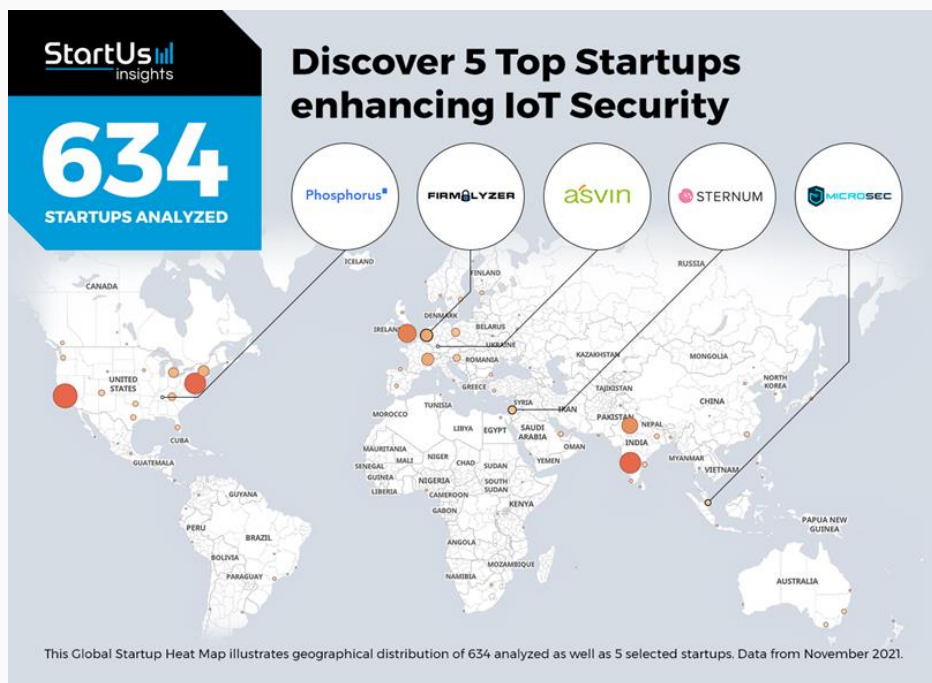 StartUs
insights
Discover 5 Top Startups
enhancing IoT Security
634
STARTUPS ANALYZED
Phosphorus
FIRMALYZER
asvin
STERNUM
MICROSEC
ICELAND
RUSSIA
FINLAND
CANADA
DENMARK
IRELAND
BELARUS
UKRAINE
KAZAKHSTAN
MONGOLIA
ROMANIA
UNITED
STATES
NORTH
KOREA
GREECE
TAJIKISTAN
CHINA
SYRIA
TUNISIA
IRAN
MOROCCO
PAKISTAN
NEPAL
LIBYA
EGYPT
SAUDI
ARABIA
CUBA
INDIA
OMAN
MAURITANIA
MYANMAR
GUATEMALA
MALI
NIGER
CHAD
SUDAN
YEMEN
SENEGAL
VIETNAM
GUINEA
NIGERIA
SOUTH
SUDAN
LIBERIA
CAMEROON
GUYANA
KENYA
GABON
PAPUA NEW
GUINEA
PERU
BRAZIL
ANGOLA
BOLIVIA
MOZAMBIQUE
PARAGUAY
NAMIBIA
AUSTRALIA
This Global Startup Heat Map illustrates geographical distribution of 634 analyzed as well as 5 selected startups. Data from November 2021.